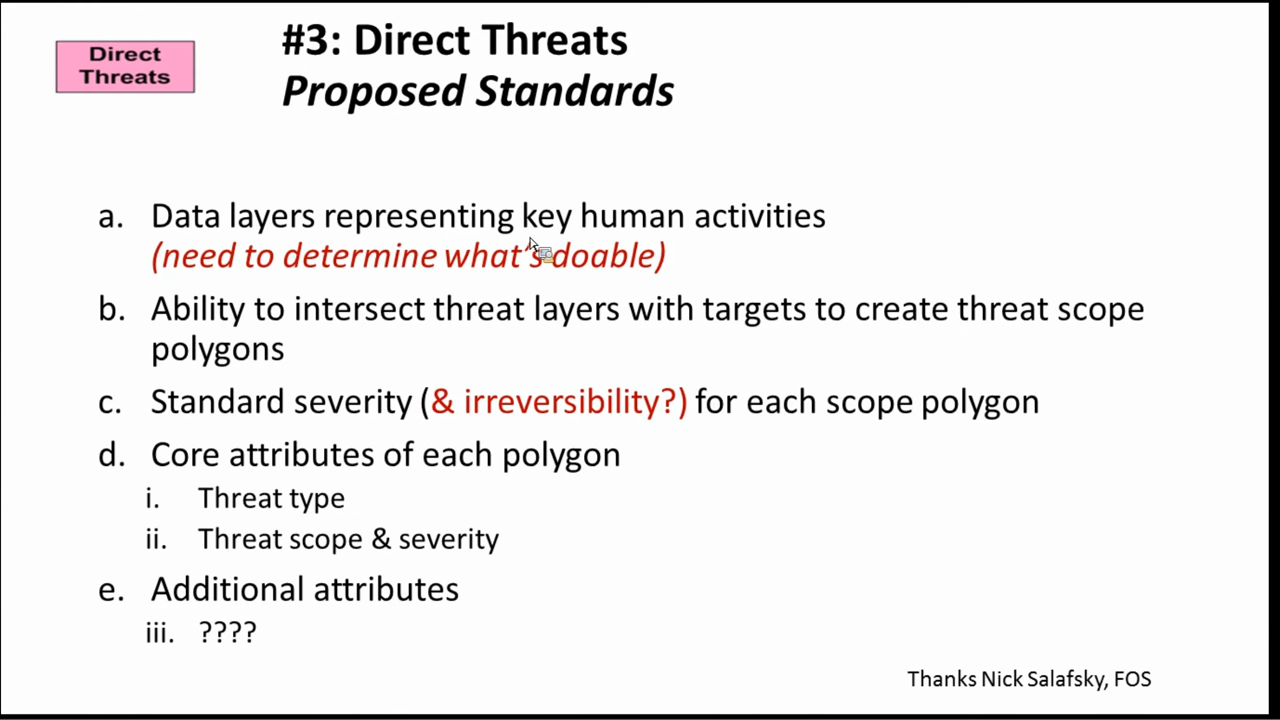 Direct
Threats
#3: Direct Threats
Proposed Standards
a. Data layers representing key human activities
(need to determine what's doable)
b. Ability to intersect threat layers with targets to create threat scope
polygons
c. Standard severity (& irreversibility?) for each scope polygon
d. Core attributes of each polygon
i. Threat type
ii. Threat scope & severity
e. Additional attributes
iii. ????
Thanks Nick Salafsky, FOS